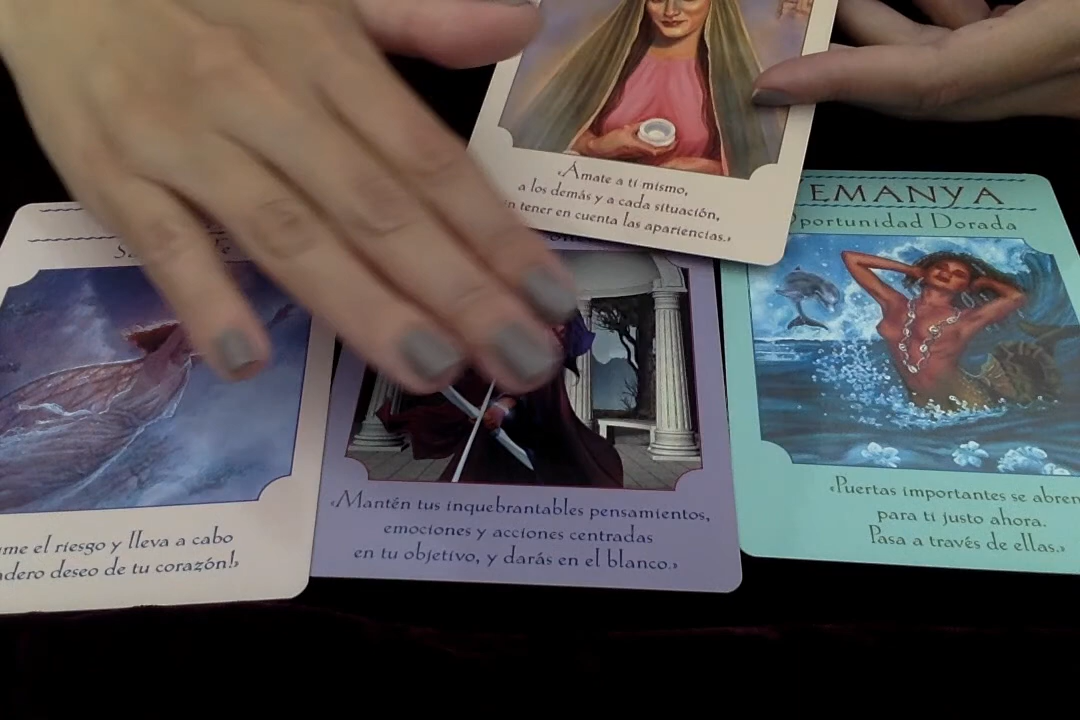 «Ámate a ti mismo,
a los demás y a cada situación,
tener en cuenta las apariencias.»
EMANYA
Oportunidad Dorada
«Mantén tus inquebrantables pensamientos,
emociones y acciones centradas
en tu objetivo, y darás en el blanco.»
«Puertas importantes se abren
para ti justo ahora.
Pasa a través de ellas.»
ume el riesgo y lleva a cabo
adero deseo de tu corazón!»